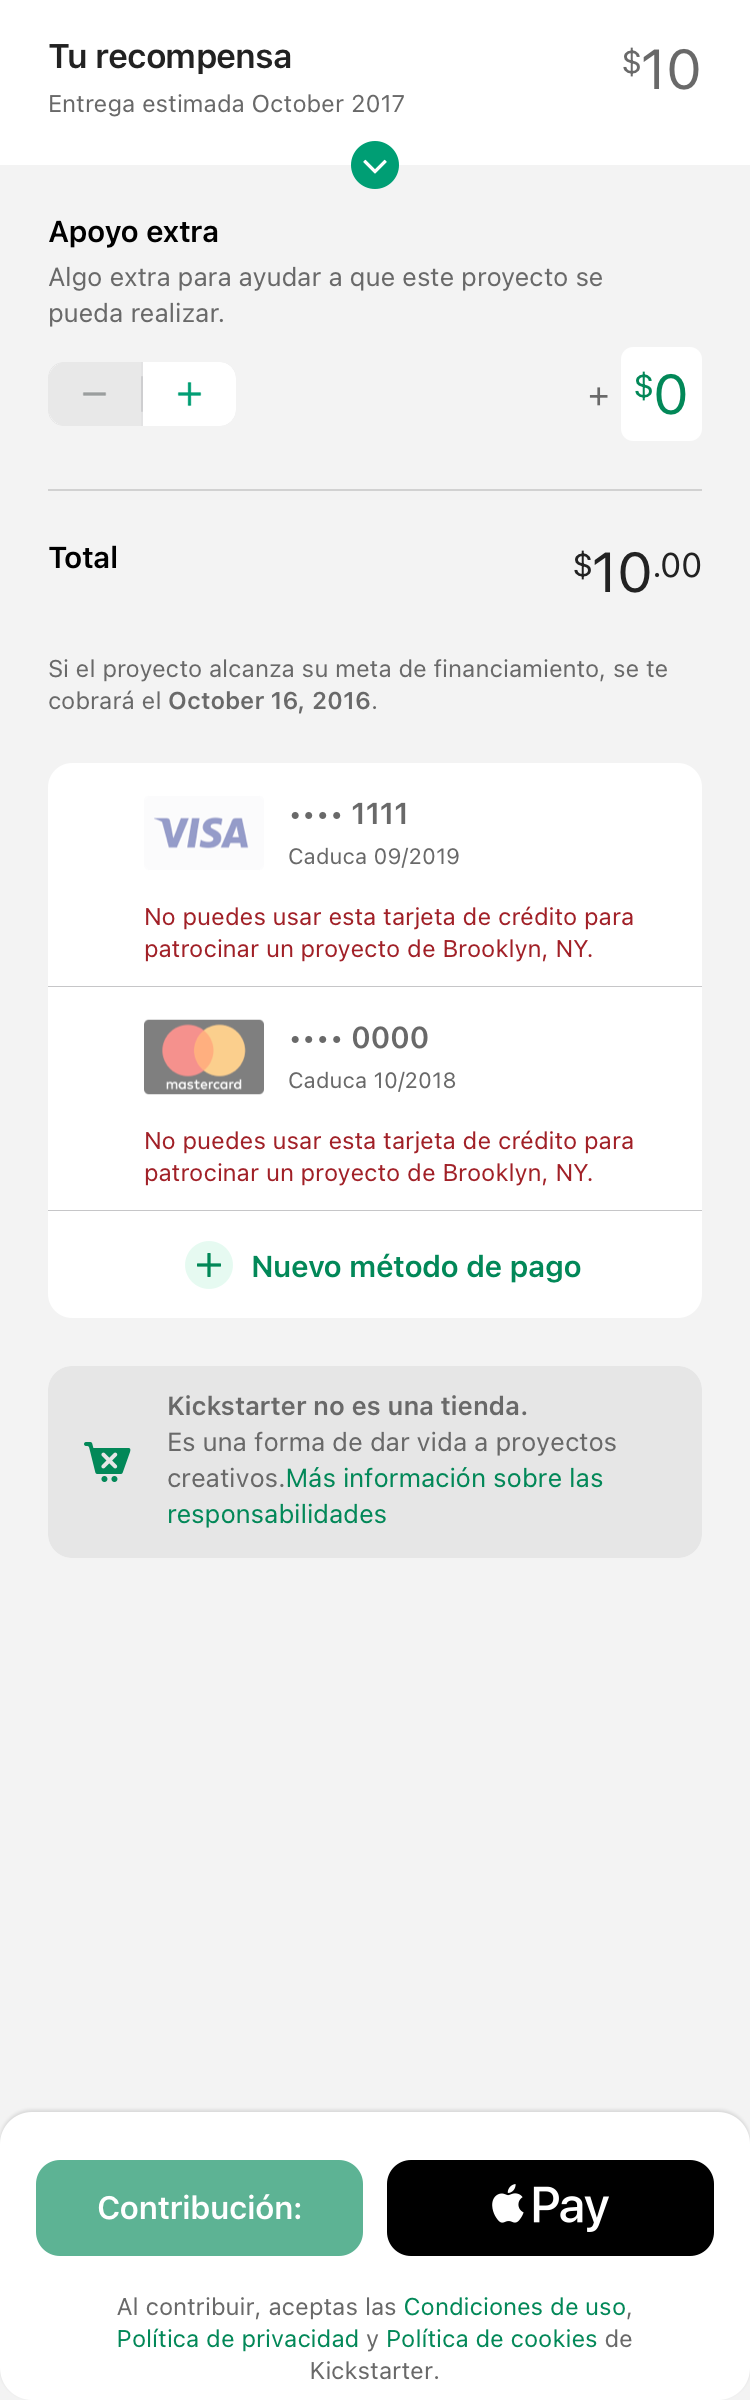 Tu recompensa
$10
Entrega estimada October 2017
Apoyo extra
Algo extra para ayudar a que este proyecto se
pueda realizar.
− + + $0
Total
$10.00
Si el proyecto alcanza su meta de financiamiento, se te
cobrará el October 16, 2016.
VISA
•••• 1111
Caduca 09/2019
No puedes usar esta tarjeta de crédito para
patrocinar un proyecto de Brooklyn, NY.
mastercard
•••• 0000
Caduca 10/2018
No puedes usar esta tarjeta de crédito para
patrocinar un proyecto de Brooklyn, NY.
+ Nuevo método de pago
Kickstarter no es una tienda.
Es una forma de dar vida a proyectos
creativos.Más información sobre las
responsabilidades
Contribución:
Pay
Al contribuir, aceptas las Condiciones de uso,
Política de privacidad y Política de cookies de
Kickstarter.